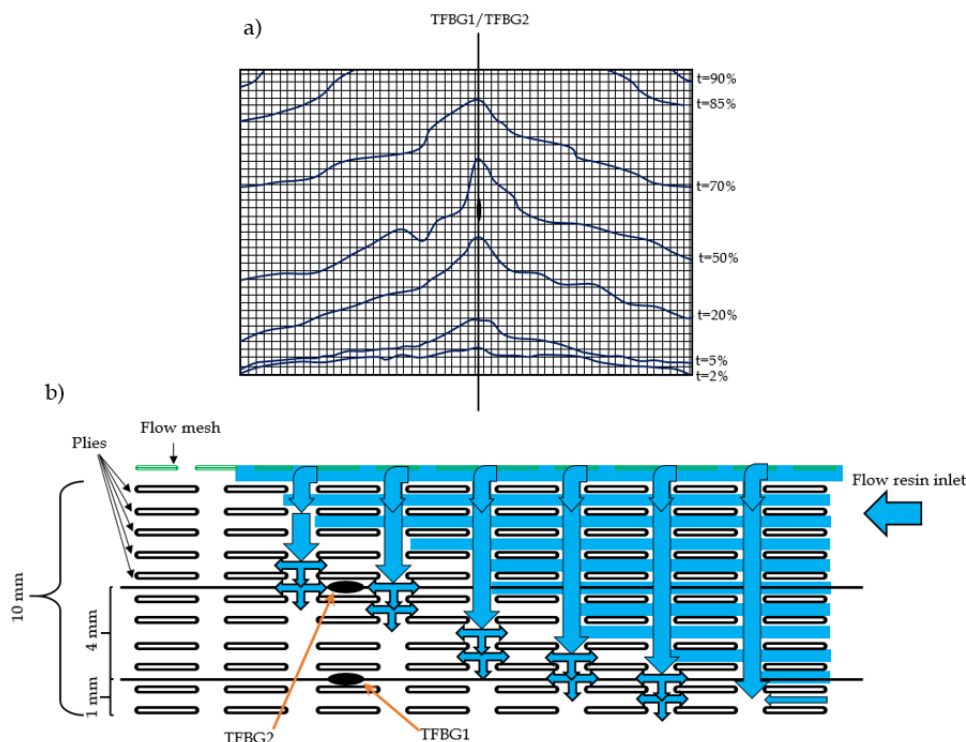 TFBG1/TFBG2
a)
t=90%
t=85%
t=70%
t=50%
t=20%
t=5%
t=2%
b)
Flow mesh
Plies
Flow resin inlet
10 mm
4 mm
1 mm
TFBG2
TFBG1